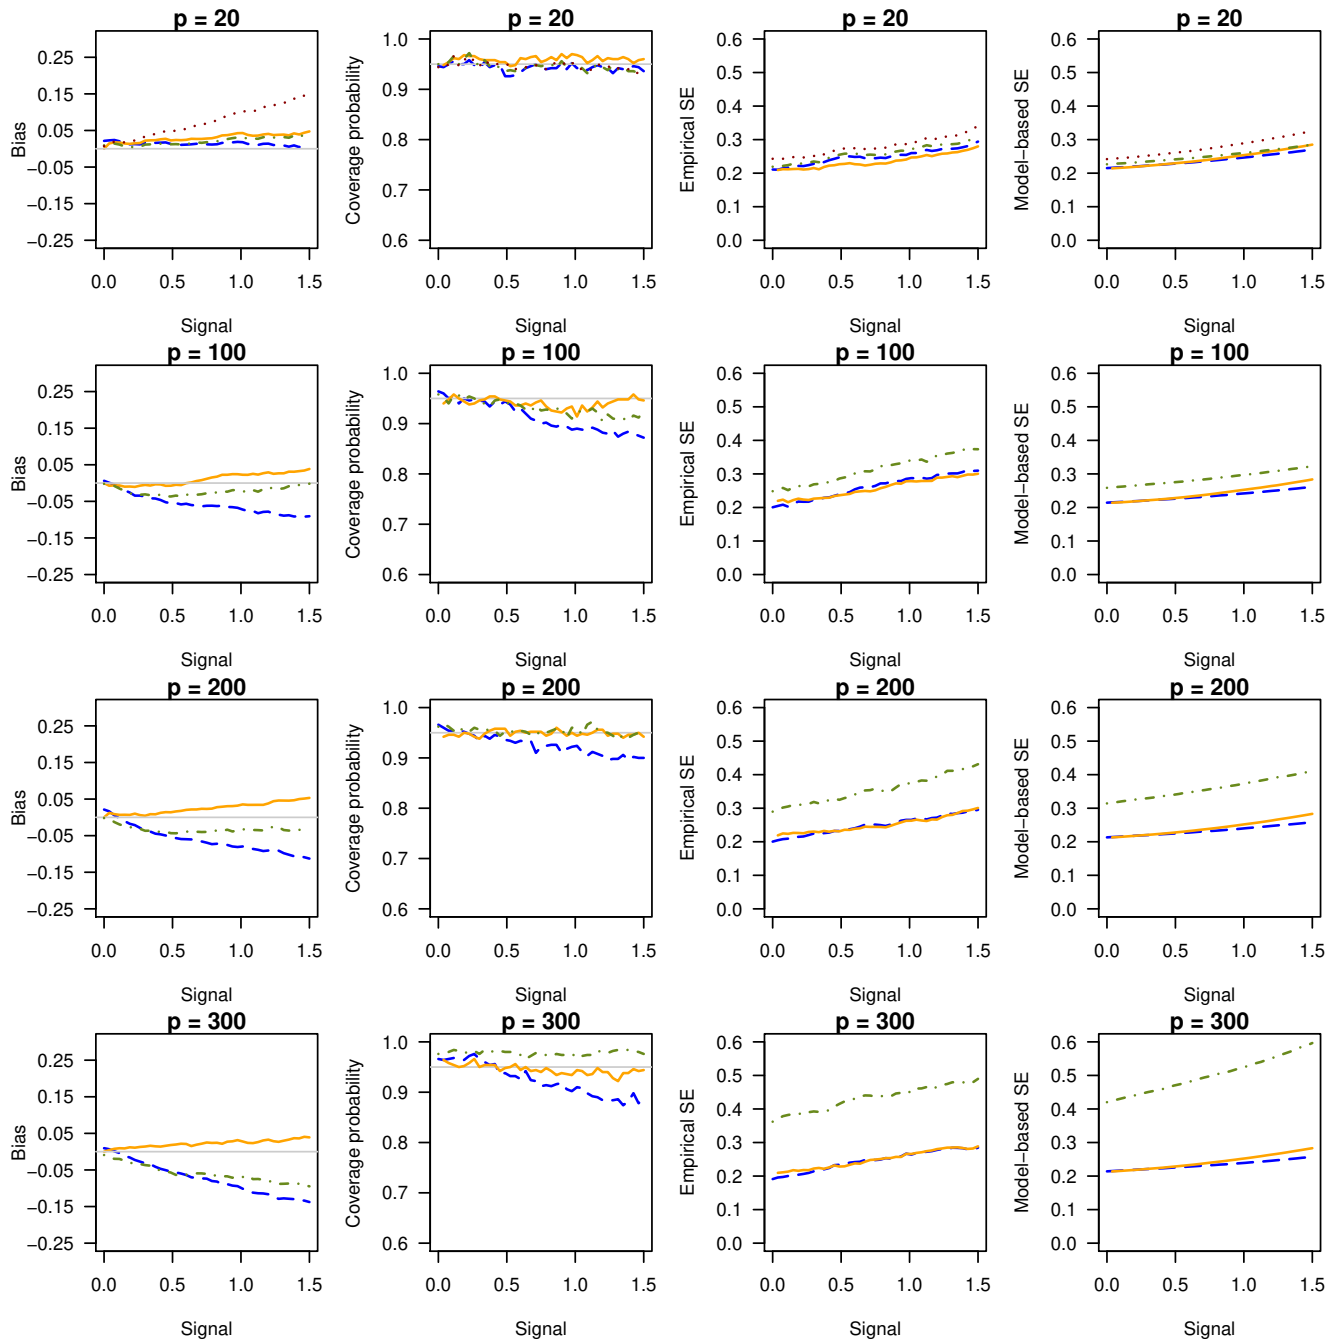 p = 20 p = 20 p = 20 p = 20
Bias Coverage probability Empirical SE Model−based SE
0.25 1.0 0.6 0.6
0.15 0.9 0.5 0.5
0.05 0.8 0.4 0.4
−0.05 0.7 0.3 0.3
−0.15 0.6 0.2 0.2
−0.25 0.1 0.1
0.0 0.0
0.0 0.5 1.0 1.5 0.0 0.5 1.0 1.5 0.0 0.5 1.0 1.5 0.0 0.5 1.0 1.5
Signal Signal Signal Signal
p = 100 p = 100 p = 100 p = 100
Bias Coverage probability Empirical SE Model−based SE
0.25 1.0 0.6 0.6
0.15 0.9 0.5 0.5
0.05 0.8 0.4 0.4
−0.05 0.7 0.3 0.3
−0.15 0.6 0.2 0.2
−0.25 0.1 0.1
0.0 0.0
0.0 0.5 1.0 1.5 0.0 0.5 1.0 1.5 0.0 0.5 1.0 1.5 0.0 0.5 1.0 1.5
Signal Signal Signal Signal
p = 200 p = 200 p = 200 p = 200
Bias Coverage probability Empirical SE Model−based SE
0.25 1.0 0.6 0.6
0.15 0.9 0.5 0.5
0.05 0.8 0.4 0.4
−0.05 0.7 0.3 0.3
−0.15 0.6 0.2 0.2
−0.25 0.1 0.1
0.0 0.0
0.0 0.5 1.0 1.5 0.0 0.5 1.0 1.5 0.0 0.5 1.0 1.5 0.0 0.5 1.0 1.5
Signal Signal Signal Signal
p = 300 p = 300 p = 300 p = 300
Bias Coverage probability Empirical SE Model−based SE
0.25 1.0 0.6 0.6
0.15 0.9 0.5 0.5
0.05 0.8 0.4 0.4
−0.05 0.7 0.3 0.3
−0.15 0.6 0.2 0.2
−0.25 0.1 0.1
0.0 0.0
0.0 0.5 1.0 1.5 0.0 0.5 1.0 1.5 0.0 0.5 1.0 1.5 0.0 0.5 1.0 1.5
Signal Signal Signal Signal